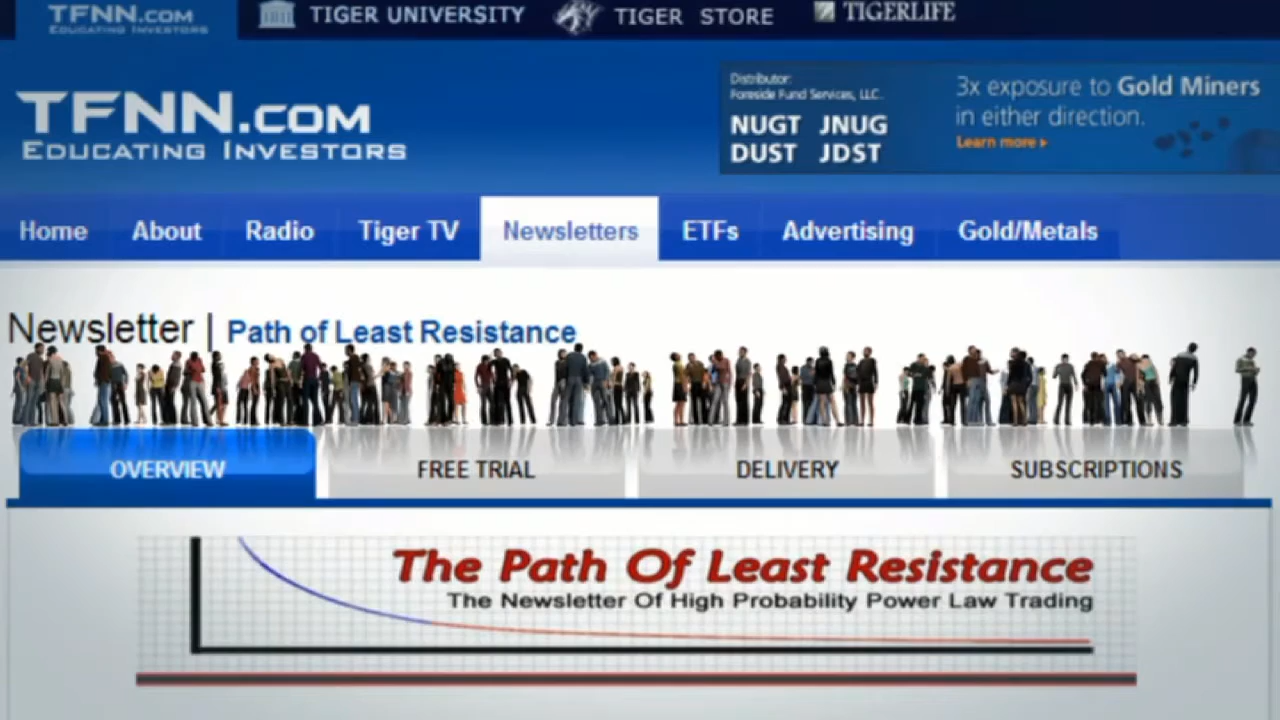 TFNN.COM
EDUCATING INVESTORS
TIGER UNIVERSITY
TIGER STORE
TIGERLIFE
TFNN.COM
EDUCATING INVESTORS
Distributor:
Foreside Fund Services, LLC.
NUGT JNUG
DUST JDST
3x exposure to Gold Miners
in either direction.
Learn more
Home About Radio Tiger TV Newsletters ETFs Advertising Gold/Metals
Newsletter | Path of Least Resistance
OVERVIEW FREE TRIAL DELIVERY SUBSCRIPTIONS
The Path Of Least Resistance
The Newsletter Of High Probability Power Law Trading